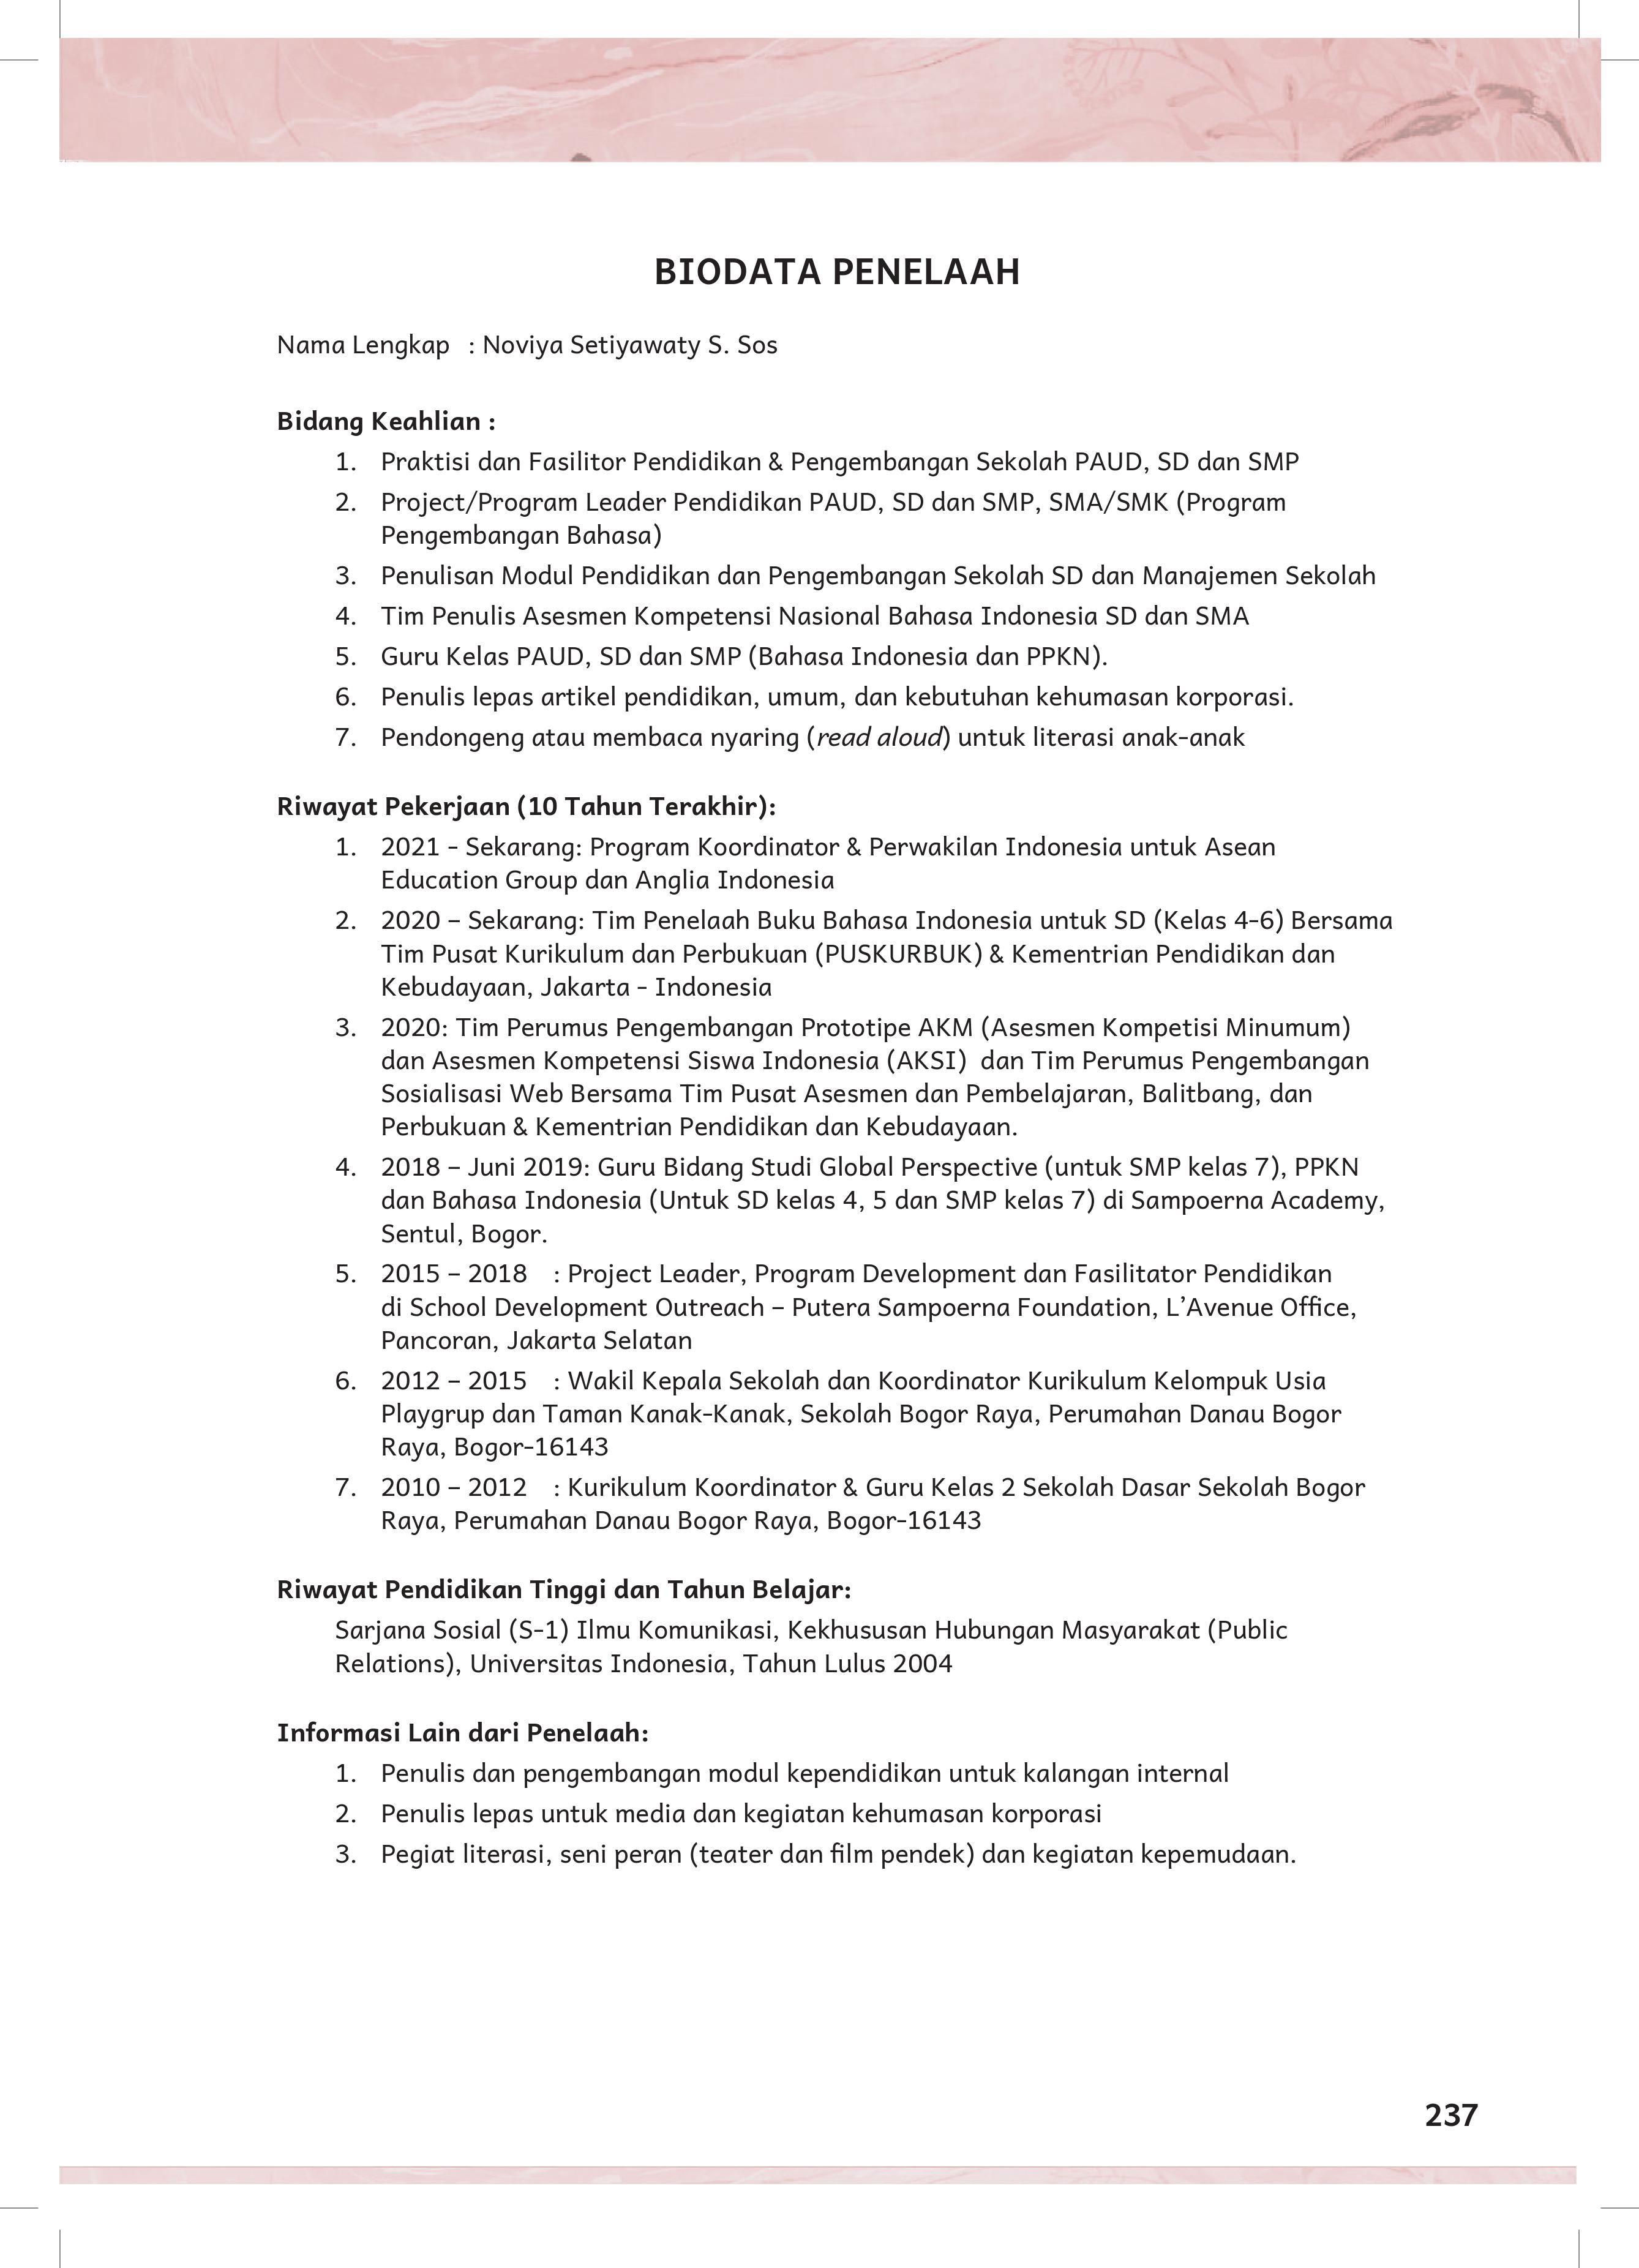 BIODATA PENELAAH
Nama Lengkap : Noviya Setiyawaty S. Sos
Bidang Keahlian :
1. Praktisi dan Fasilitor Pendidikan & Pengembangan Sekolah PAUD, SD dan SMP
2. Project/Program Leader Pendidikan PAUD, SD dan SMP, SMA/SMK (Program
Pengembangan Bahasa)
3. Penulisan Modul Pendidikan dan Pengembangan Sekolah SD dan Manajemen Sekolah
4. Tim Penulis Asesmen Kompetensi Nasional Bahasa Indonesia SD dan SMA
5. Guru Kelas PAUD, SD dan SMP (Bahasa Indonesia dan PPKN).
6. Penulis lepas artikel pendidikan, umum, dan kebutuhan kehumasan korporasi.
7. Pendongeng atau membaca nyaring (read aloud) untuk literasi anak-anak
Riwayat Pekerjaan (10 Tahun Terakhir):
1. 2021 - Sekarang: Program Koordinator & Perwakilan Indonesia untuk Asean
Education Group dan Anglia Indonesia
2. 2020 – Sekarang: Tim Penelaah Buku Bahasa Indonesia untuk SD (Kelas 4-6) Bersama
Tim Pusat Kurikulum dan Perbukuan (PUSKURBUK) & Kementrian Pendidikan dan
Kebudayaan, Jakarta - Indonesia
3. 2020: Tim Perumus Pengembangan Prototipe AKM (Asesmen Kompetisi Minumum)
dan Asesmen Kompetensi Siswa Indonesia (AKSI) dan Tim Perumus Pengembangan
Sosialisasi Web Bersama Tim Pusat Asesmen dan Pembelajaran, Balitbang, dan
Perbukuan & Kementrian Pendidikan dan Kebudayaan.
4. 2018 – Juni 2019: Guru Bidang Studi Global Perspective (untuk SMP kelas 7), PPKN
dan Bahasa Indonesia (Untuk SD kelas 4, 5 dan SMP kelas 7) di Sampoerna Academy,
Sentul, Bogor.
5. 2015 – 2018 : Project Leader, Program Development dan Fasilitator Pendidikan
di School Development Outreach – Putera Sampoerna Foundation, L’Avenue Office,
Pancoran, Jakarta Selatan
6. 2012 – 2015 : Wakil Kepala Sekolah dan Koordinator Kurikulum Kelompuk Usia
Playgrup dan Taman Kanak-Kanak, Sekolah Bogor Raya, Perumahan Danau Bogor
Raya, Bogor-16143
7. 2010 – 2012 : Kurikulum Koordinator & Guru Kelas 2 Sekolah Dasar Sekolah Bogor
Raya, Perumahan Danau Bogor Raya, Bogor-16143
Riwayat Pendidikan Tinggi dan Tahun Belajar:
Sarjana Sosial (S-1) Ilmu Komunikasi, Kekhususan Hubungan Masyarakat (Public
Relations), Universitas Indonesia, Tahun Lulus 2004
Informasi Lain dari Penelaah:
1. Penulis dan pengembangan modul kependidikan untuk kalangan internal
2. Penulis lepas untuk media dan kegiatan kehumasan korporasi
3. Pegiat literasi, seni peran (teater dan film pendek) dan kegiatan kepemudaan.
237